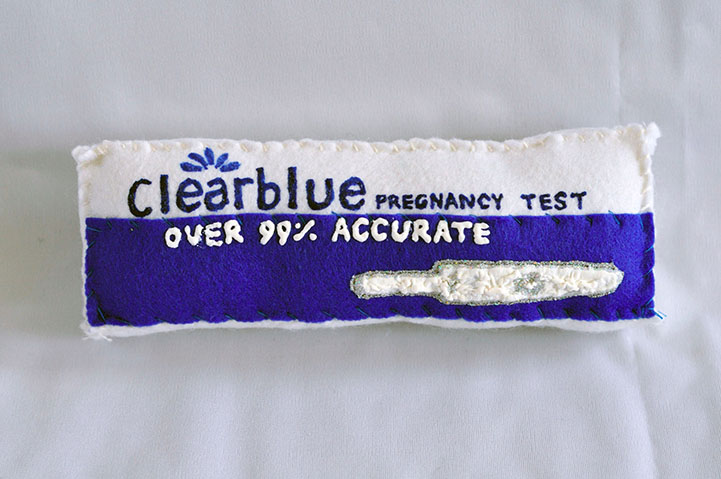 clearblue PREGNANCY TEST
OVER 99% ACCURATE